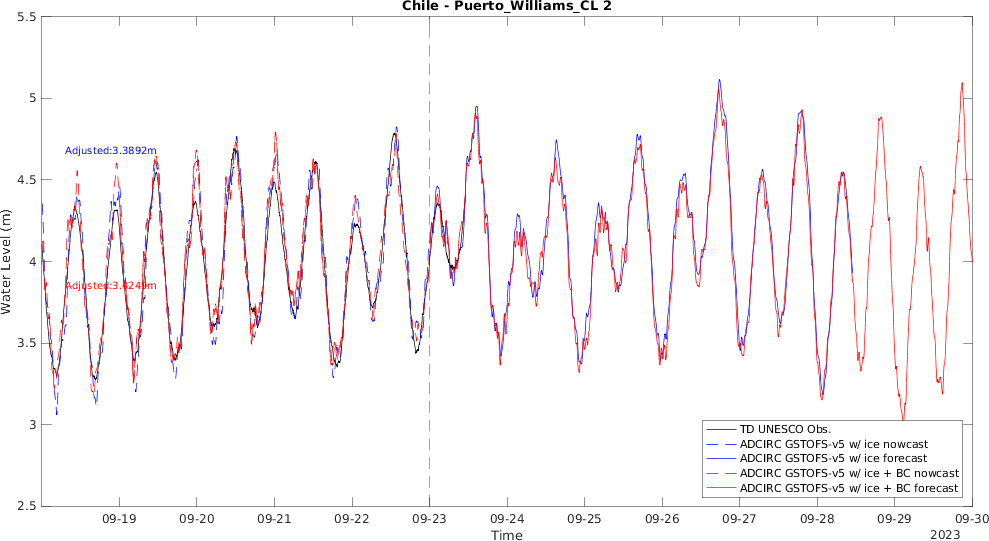 Chile - Puerto_Williams_CL 2
5.5
5
4.5
4
3.5
3
2.5
Water Level (m)
Adjusted:3.3892m
Adjusted:3.4249m
TD UNESCO Obs.
ADCIRC GSTOFS-v5 w/ ice nowcast
ADCIRC GSTOFS-v5 w/ ice forecast
ADCIRC GSTOFS-v5 w/ ice + BC nowcast
ADCIRC GSTOFS-v5 w/ ice + BC forecast
09-19 09-20 09-21 09-22 09-23 09-24 09-25 09-26 09-27 09-28 09-29 09-30
Time
2023